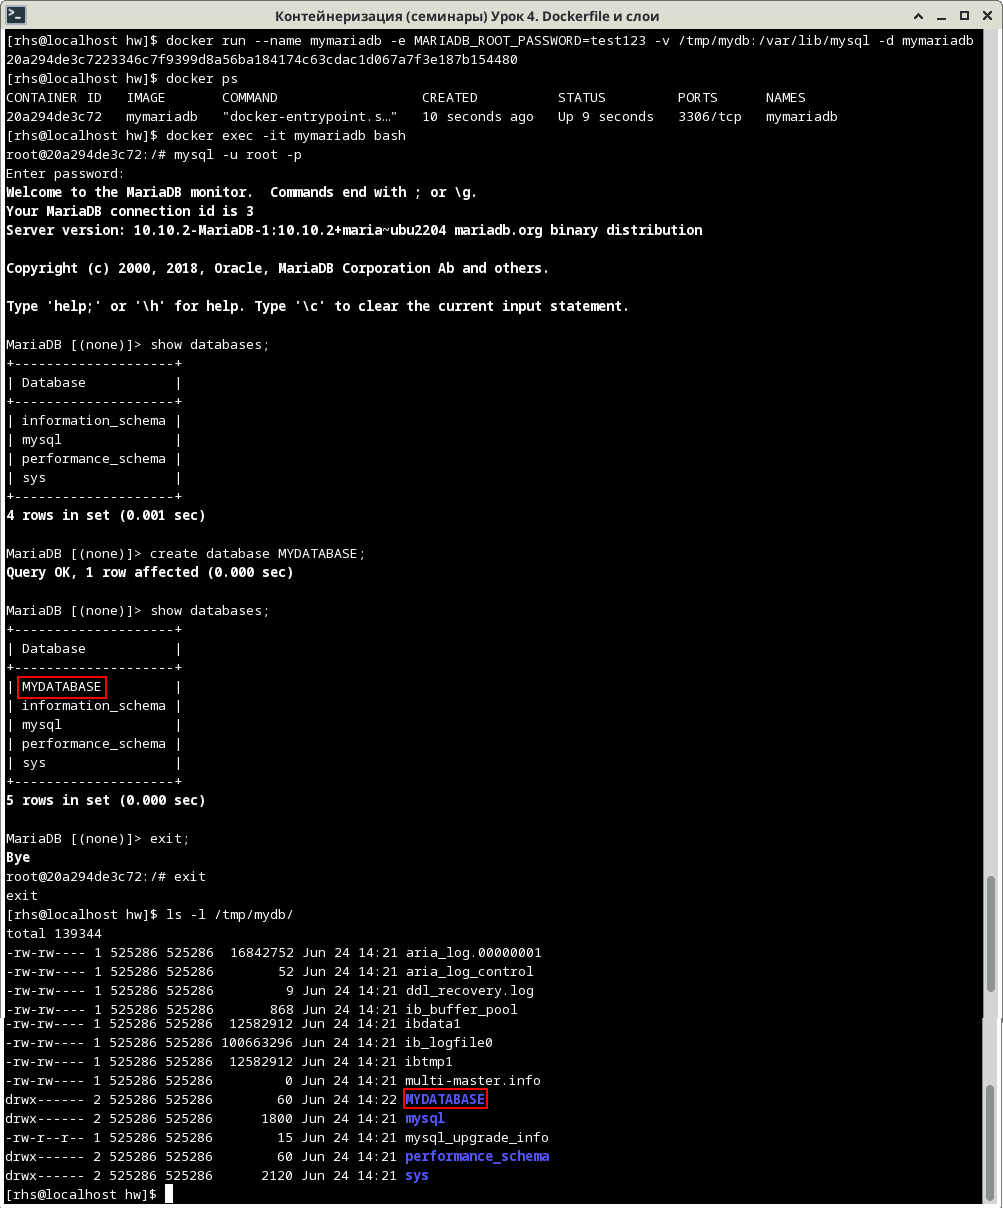 Контейнеризация (семинары) Урок 4. Dockerfile и слои
[rhs@localhost hw]$ docker run --name mymariadb -e MARIADB_ROOT_PASSWORD=test123 -v /tmp/mydb:/var/lib/mysql -d mymariadb
20a294de3c7223346c7f9399d8a56ba184174c63cdac1d067a7f3e187b154480
[rhs@localhost hw]$ docker ps
CONTAINER ID   IMAGE       COMMAND                  CREATED          STATUS         PORTS      NAMES
20a294de3c72   mymariadb   "docker-entrypoint.s…"   10 seconds ago   Up 9 seconds   3306/tcp   mymariadb
[rhs@localhost hw]$ docker exec -it mymariadb bash
root@20a294de3c72:/# mysql -u root -p
Enter password:
Welcome to the MariaDB monitor.  Commands end with ; or \g.
Your MariaDB connection id is 3
Server version: 10.10.2-MariaDB-1:10.10.2+maria~ubu2204 mariadb.org binary distribution
Copyright (c) 2000, 2018, Oracle, MariaDB Corporation Ab and others.
Type 'help;' or '\h' for help. Type '\c' to clear the current input statement.
MariaDB [(none)]> show databases;
+--------------------+
| Database           |
+--------------------+
| information_schema |
| mysql              |
| performance_schema |
| sys                |
+--------------------+
4 rows in set (0.001 sec)
MariaDB [(none)]> create database MYDATABASE;
Query OK, 1 row affected (0.000 sec)
MariaDB [(none)]> show databases;
+--------------------+
| Database           |
+--------------------+
| MYDATABASE         |
| information_schema |
| mysql              |
| performance_schema |
| sys                |
+--------------------+
5 rows in set (0.000 sec)
MariaDB [(none)]> exit;
Bye
root@20a294de3c72:/# exit
exit
[rhs@localhost hw]$ ls -l /tmp/mydb/
total 139344
-rw-rw---- 1 525286 525286  16842752 Jun 24 14:21 aria_log.00000001
-rw-rw---- 1 525286 525286        52 Jun 24 14:21 aria_log_control
-rw-rw---- 1 525286 525286         9 Jun 24 14:21 ddl_recovery.log
-rw-rw---- 1 525286 525286       868 Jun 24 14:21 ib_buffer_pool
-rw-rw---- 1 525286 525286  12582912 Jun 24 14:21 ibdata1
-rw-rw---- 1 525286 525286 100663296 Jun 24 14:21 ib_logfile0
-rw-rw---- 1 525286 525286  12582912 Jun 24 14:21 ibtmp1
-rw-rw---- 1 525286 525286         0 Jun 24 14:21 multi-master.info
drwx------ 2 525286 525286        60 Jun 24 14:22 MYDATABASE
drwx------ 2 525286 525286      1800 Jun 24 14:21 mysql
-rw-r--r-- 1 525286 525286        15 Jun 24 14:21 mysql_upgrade_info
drwx------ 2 525286 525286        60 Jun 24 14:21 performance_schema
drwx------ 2 525286 525286      2120 Jun 24 14:21 sys
[rhs@localhost hw]$